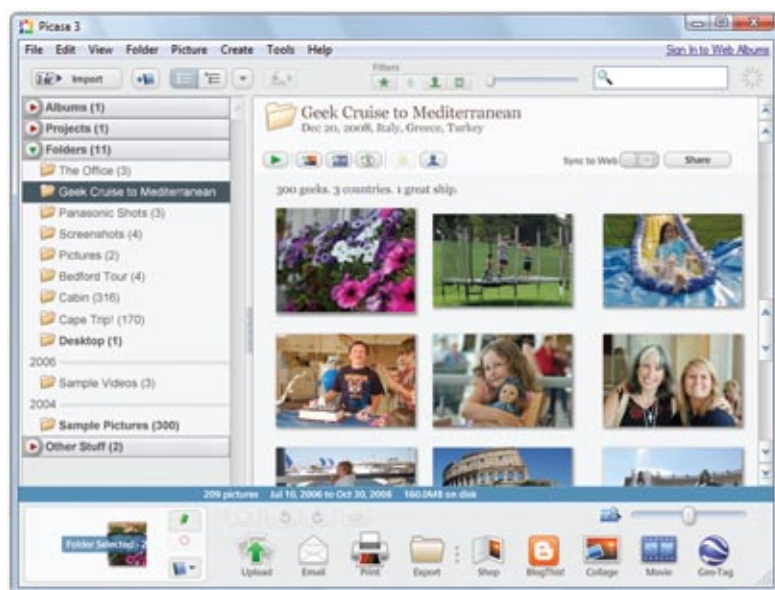 Picasa 3
File Edit View Folder Picture Create Tools Help
Sign In to Web Albums
Import
Filters
Albums (1)
Projects (1)
Folders (11)
The Office (3)
Geek Cruise to Mediterranean
Panasonic Shots (3)
Screenshots (4)
Pictures (2)
Bedford Tour (4)
Cabin (316)
Cape Trip! (170)
Desktop (1)
2006
Sample Videos (3)
2004
Sample Pictures (300)
Other Stuff (2)
Geek Cruise to Mediterranean
Dec 20, 2008, Italy, Greece, Turkey
Sync to Web
Share
300 geeks. 3 countries. 1 great ship.
209 pictures Jul 10, 2006 to Oct 30, 2006 160.0MB on disk
Folder Selected - 2
Upload Email Print Export Shop BlogThis! Collage Movie Geo-Tag